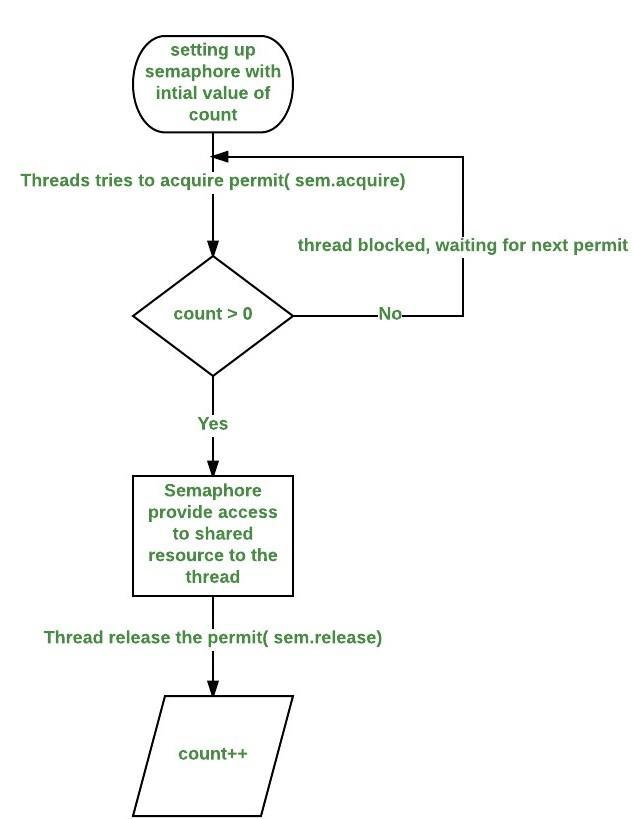 setting up
semaphore with
intial value of
count
Threads tries to acquire permit( sem.acquire)
thread blocked, waiting for next permit
count > 0
No
Yes
Semaphore
provide access
to shared
resource to the
thread
Thread release the permit( sem.release)
count++